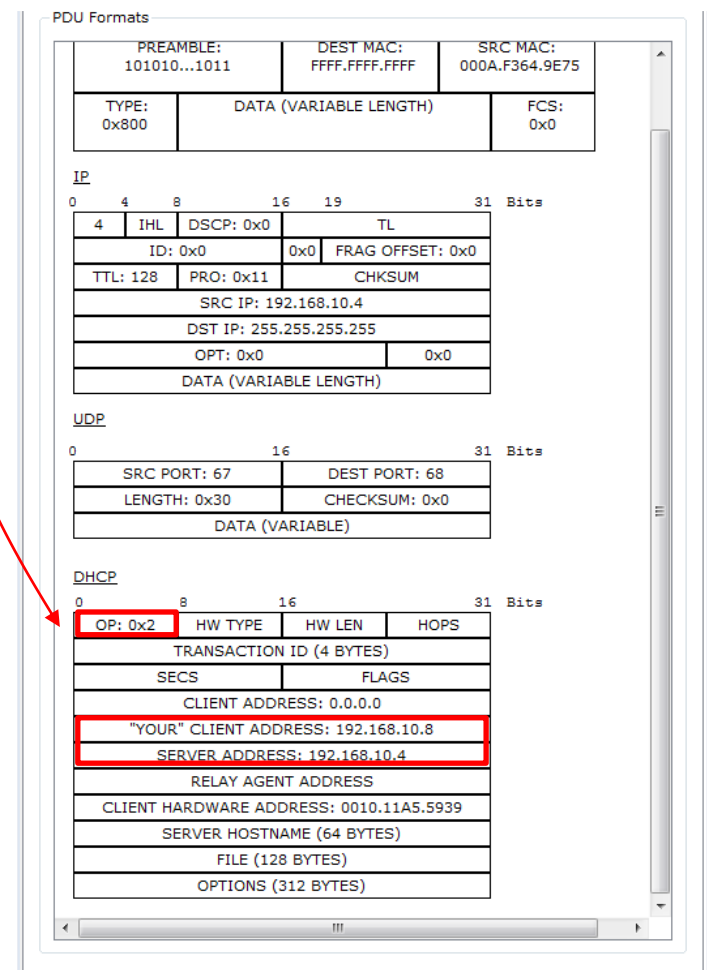 PDU Formats
PREAMBLE: DEST MAC: SRC MAC:
101010...1011 FFFF.FFFF.FFFF 000A.F364.9E75
TYPE: DATA (VARIABLE LENGTH) FCS:
0x800 0x0
IP
0 4 8 16 19 31 Bits
4 IHL DSCP: 0x0 TL
ID: 0x0 0x0 FRAG OFFSET: 0x0
TTL: 128 PRO: 0x11 CHKSUM
SRC IP: 192.168.10.4
DST IP: 255.255.255.255
OPT: 0x0 0x0
DATA (VARIABLE LENGTH)
UDP
0 16 31 Bits
SRC PORT: 67 DEST PORT: 68
LENGTH: 0x30 CHECKSUM: 0x0
DATA (VARIABLE)
DHCP
0 8 16 31 Bits
OP: 0x2 HW TYPE HW LEN HOPS
TRANSACTION ID (4 BYTES)
SECS FLAGS
CLIENT ADDRESS: 0.0.0.0
"YOUR" CLIENT ADDRESS: 192.168.10.8
SERVER ADDRESS: 192.168.10.4
RELAY AGENT ADDRESS
CLIENT HARDWARE ADDRESS: 0010.11A5.5939
SERVER HOSTNAME (64 BYTES)
FILE (128 BYTES)
OPTIONS (312 BYTES)